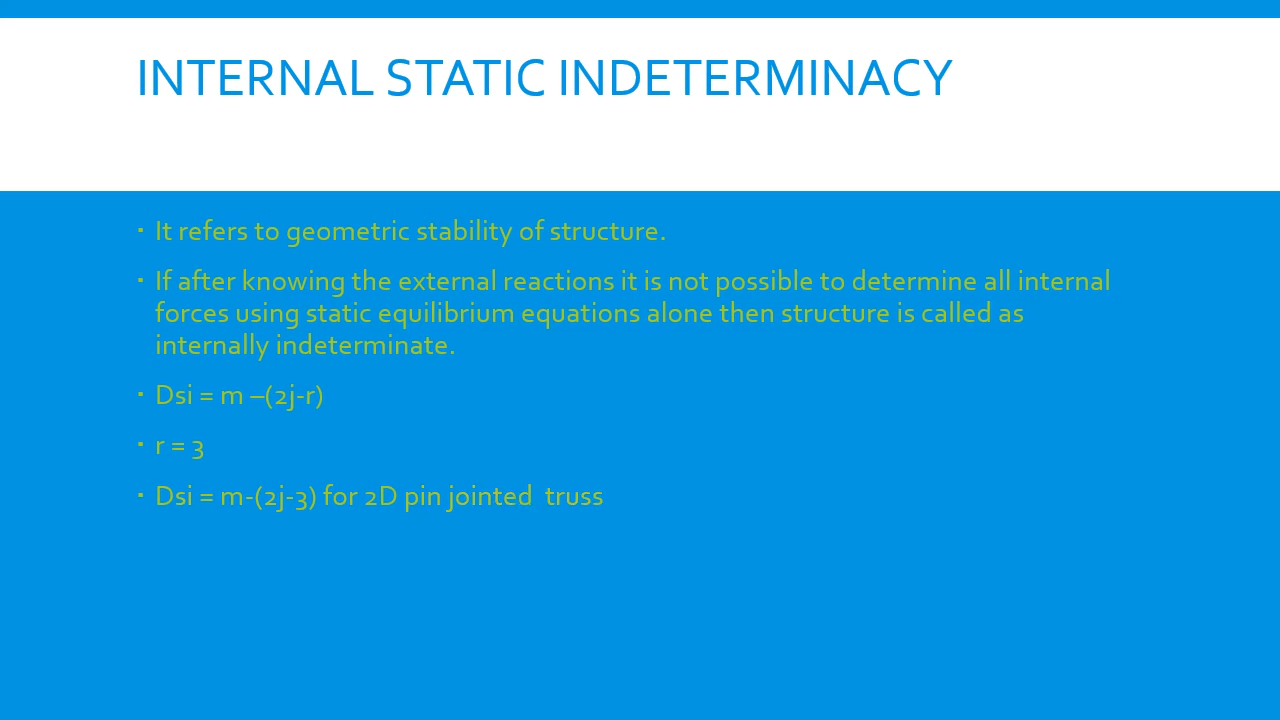 INTERNAL STATIC INDETERMINACY
▪ It refers to geometric stability of structure.
▪ If after knowing the external reactions it is not possible to determine all internal
forces using static equilibrium equations alone then structure is called as
internally indeterminate.
▪ Dsi = m –(2j-r)
▪ r = 3
▪ Dsi = m-(2j-3) for 2D pin jointed  truss